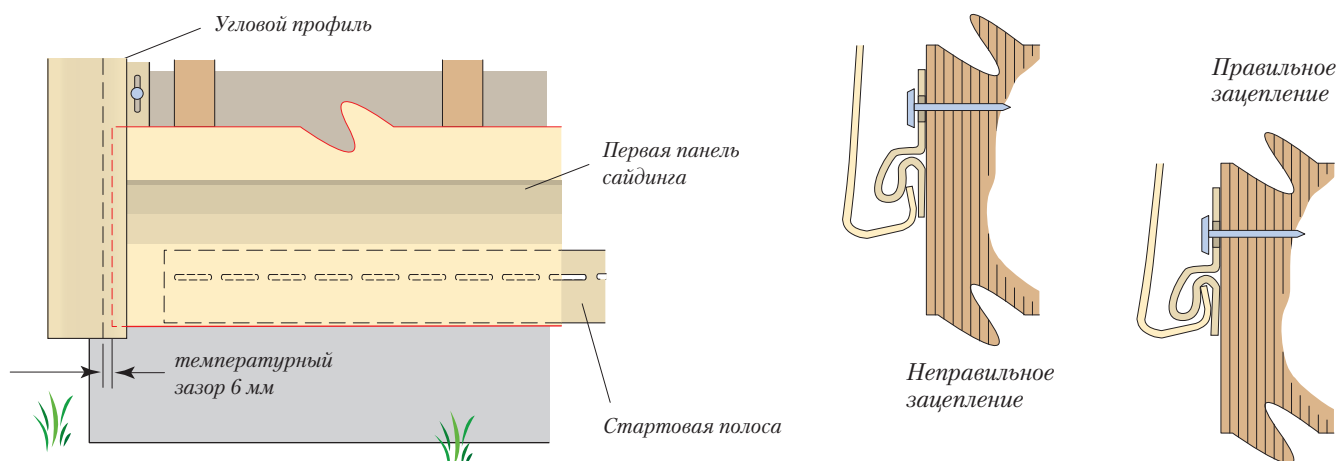 Угловой профиль
Первая панель
сайдинга
температурный
зазор 6 мм
Стартовая полоса
Неправильное
зацепление
Правильное
зацепление